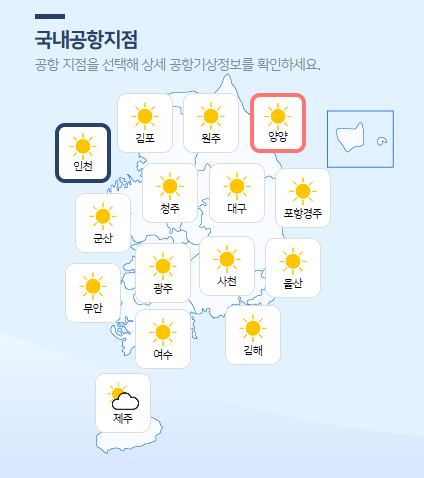 국내공항지점
공항 지점을 선택해 상세 공항기상정보를 확인하세요.
김포
원주
양양
인천
청주
대구
포항경주
군산
광주
사천
울산
무안
여수
김해
제주